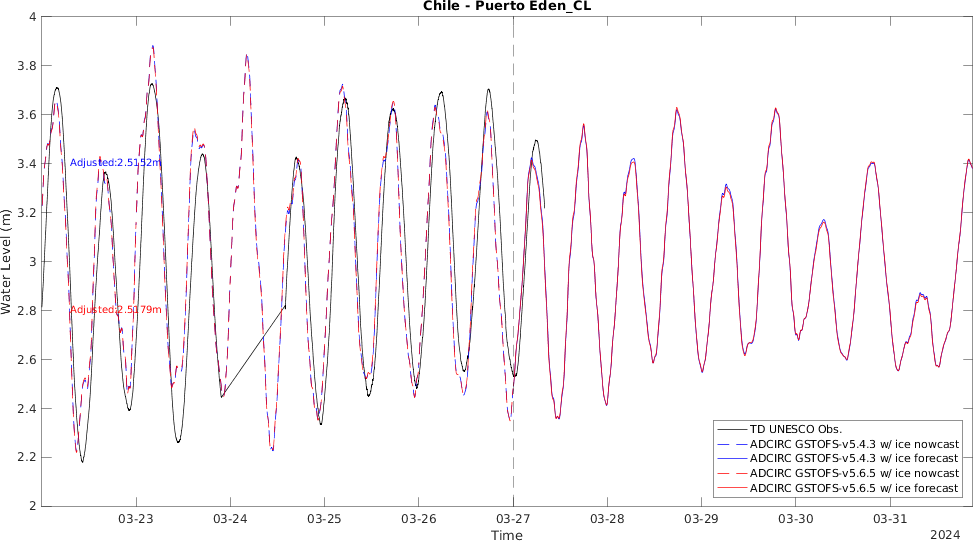 Chile - Puerto Eden_CL
4
3.8
3.6
3.4
3.2
3
2.8
2.6
2.4
2.2
2
Water Level (m)
Adjusted:2.5152m
Adjusted:2.5179m
03-23
03-24
03-25
03-26
03-27
03-28
03-29
03-30
03-31
Time
2024
TD UNESCO Obs.
ADCIRC GSTOFS-v5.4.3 w/ ice nowcast
ADCIRC GSTOFS-v5.4.3 w/ ice forecast
ADCIRC GSTOFS-v5.6.5 w/ ice nowcast
ADCIRC GSTOFS-v5.6.5 w/ ice forecast